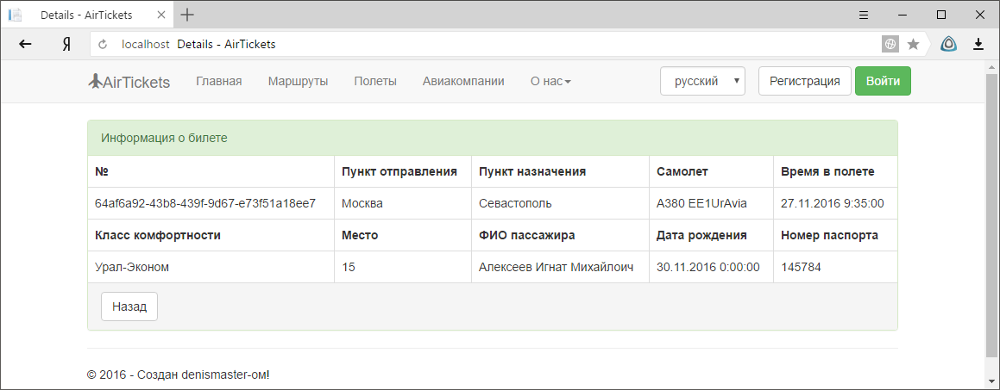 Details - AirTickets
Я localhost Details - AirTickets
AirTickets Главная Маршруты Полеты Авиакомпании О нас русский Регистрация Войти
Информация о билете
№ Пункт отправления Пункт назначения Самолет Время в полете
64af6a92-43b8-439f-9d67-e73f51a18ee7 Москва Севастополь A380 EE1UrAvia 27.11.2016 9:35:00
Класс комфортности Место ФИО пассажира Дата рождения Номер паспорта
Урал-Эконом 15 Алексеев Игнат Михайлоич 30.11.2016 0:00:00 145784
Назад
© 2016 - Создан denismaster-ом!